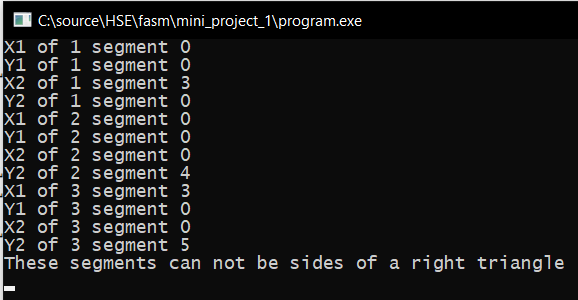 C:\source\HSE\fasm\mini_project_1\program.exe
X1 of 1 segment 0
Y1 of 1 segment 0
X2 of 1 segment 3
Y2 of 1 segment 0
X1 of 2 segment 0
Y1 of 2 segment 0
X2 of 2 segment 0
Y2 of 2 segment 4
X1 of 3 segment 3
Y1 of 3 segment 0
X2 of 3 segment 0
Y2 of 3 segment 5
These segments can not be sides of a right triangle